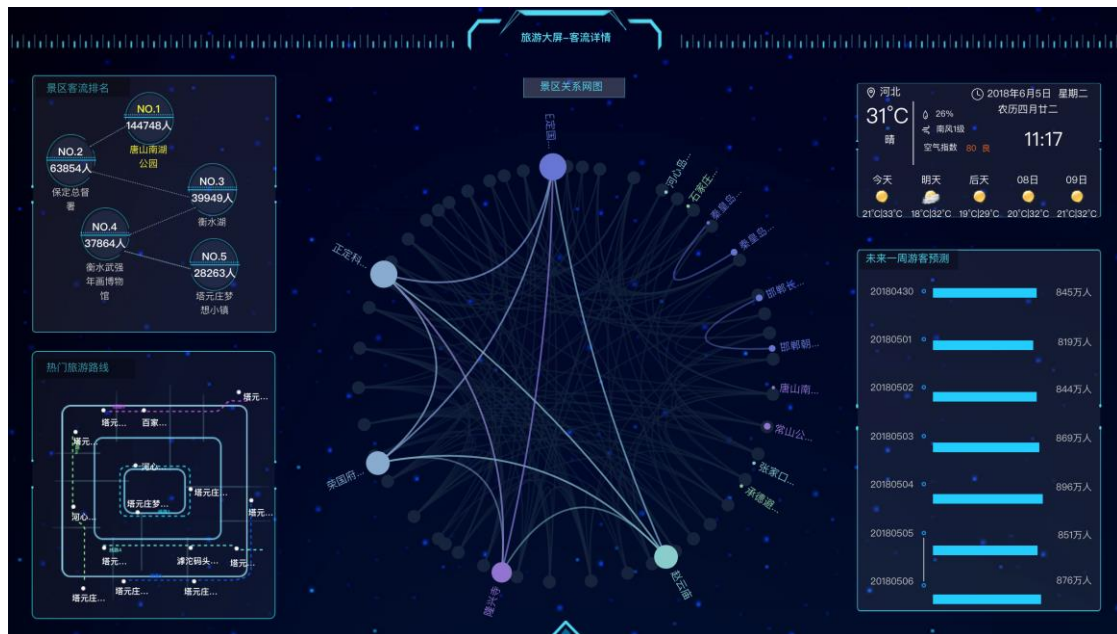 旅游大屏-客流详情
景区客流排名
NO.1
144748人
唐山南湖
公园
NO.2
63854人
保定总督
署
NO.3
39949人
衡水湖
NO.4
37864人
衡水武强
年画博物
馆
NO.5
28263人
塔元庄梦
想小镇
热门旅游路线
塔元...
塔元...
百家...
塔元...
河心...
塔元庄...
塔元庄梦...
塔元...
河心...
塔元...
滹沱码头...
塔元...
塔元庄...
塔元庄...
塔元庄...
景区关系网图
正定科...
荣国府...
隆兴寺
赵云庙
河心岛...
石家庄...
秦皇岛...
秦皇岛...
邯郸长...
邯郸朝...
唐山南...
常山公...
张家口...
承德避...
河北
2018年6月5日 星期二
农历四月廿二
31°C
晴
26%
南风1级
空气指数 80 良
11:17
今天 明天 后天 08日 09日
21°C|33°C 18°C|32°C 19°C|29°C 20°C|32°C 21°C|32°C
未来一周游客预测
20180430 845万人
20180501 819万人
20180502 844万人
20180503 869万人
20180504 896万人
20180505 851万人
20180506 876万人